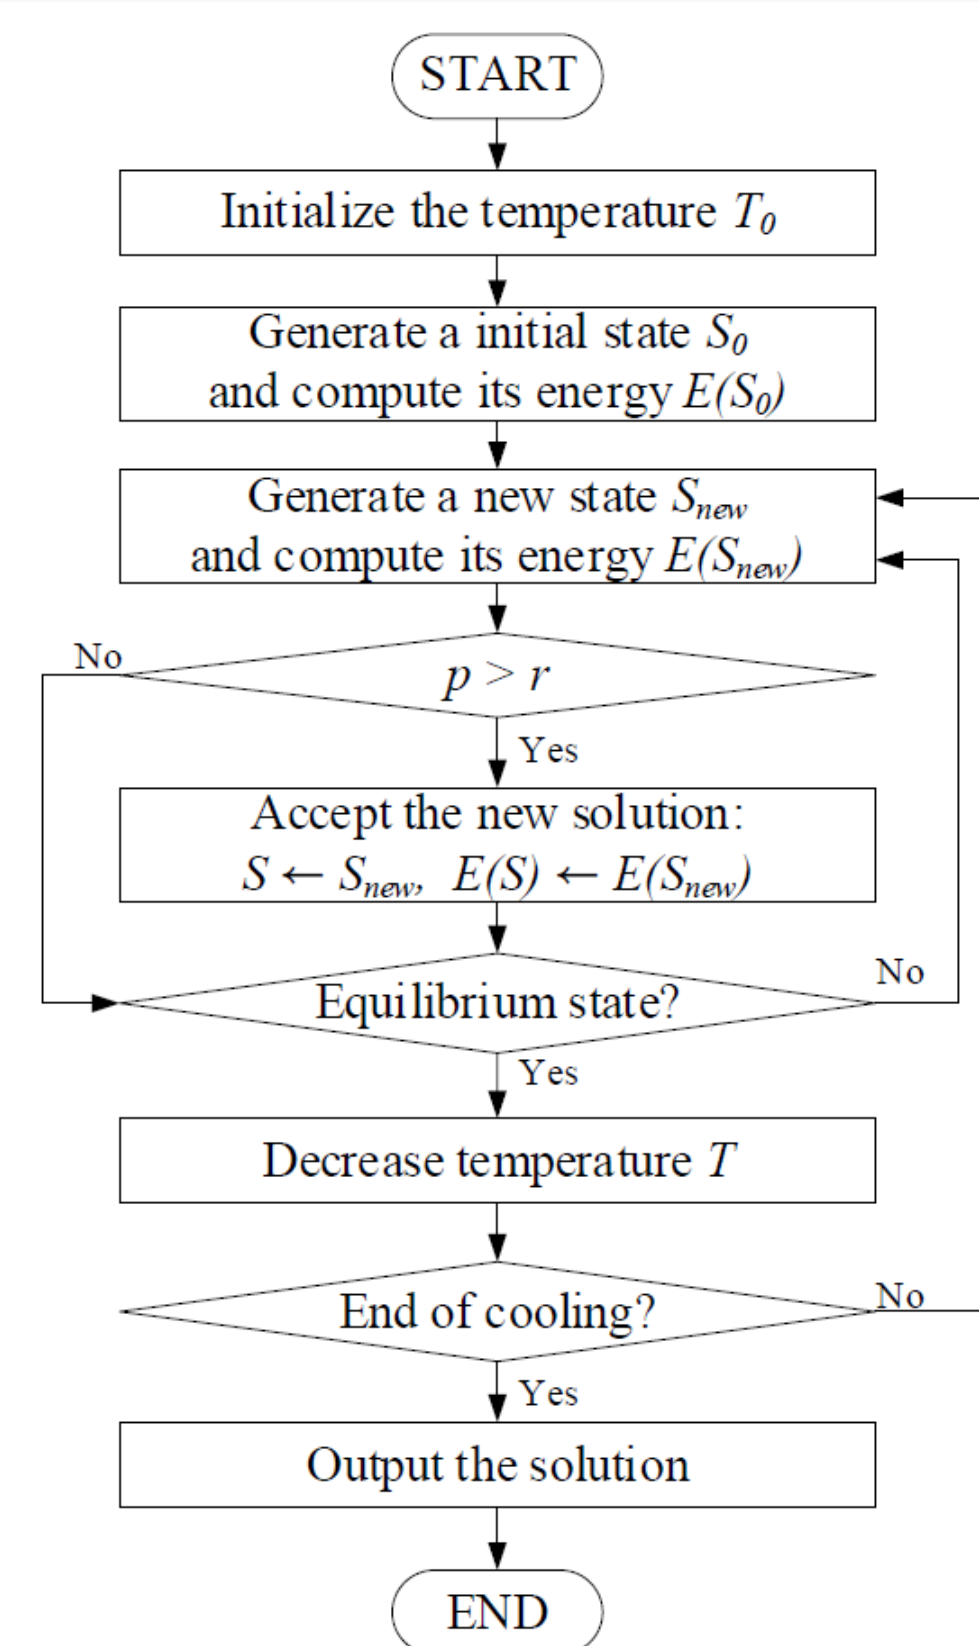 START
Initialize the temperature T₀
Generate a initial state S₀
and compute its energy E(S₀)
Generate a new state Snew
and compute its energy E(Snew)
No
p > r
Yes
Accept the new solution:
S ← Snew, E(S) ← E(Snew)
No
Equilibrium state?
Yes
Decrease temperature T
No
End of cooling?
Yes
Output the solution
END